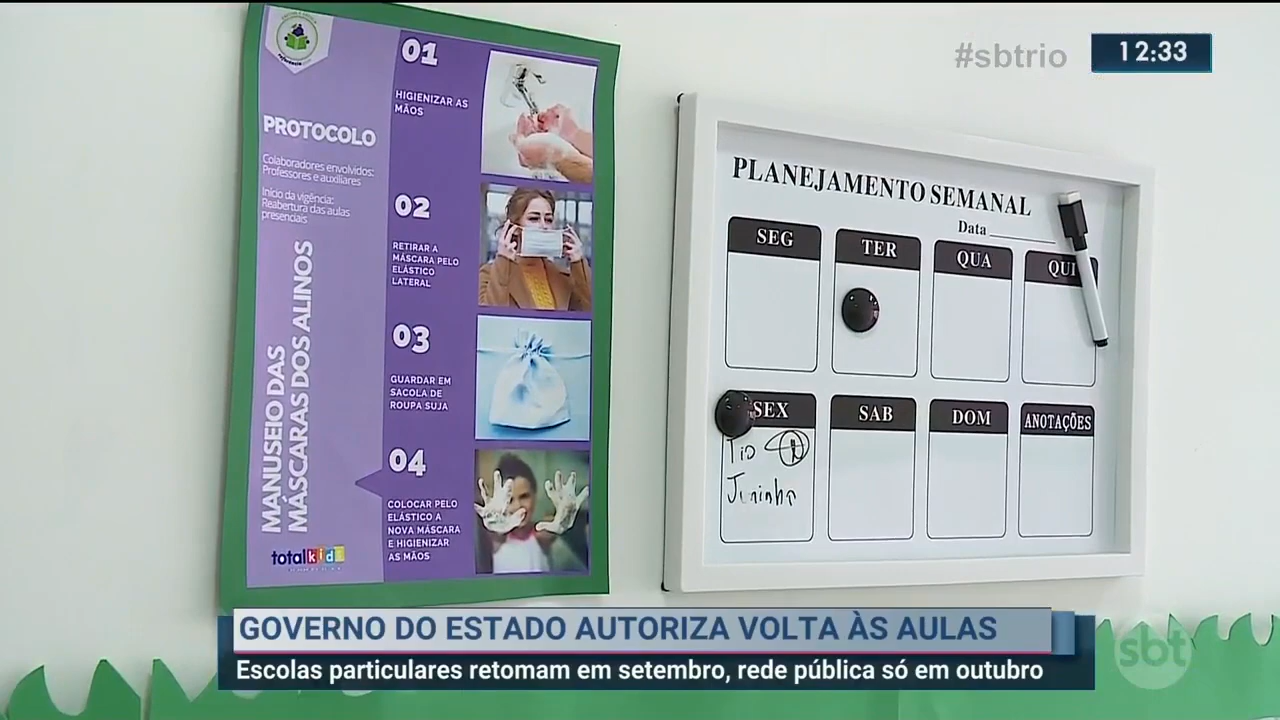 #sbtrio
12:33
PROTOCOLO
Colaboradores envolvidos:
Professores e auxiliares
Início da vigência:
Reabertura das aulas
presenciais
MANUSEIO DAS
MÁSCARAS DOS ALINOS
totalkids
01
HIGIENIZAR AS
MÃOS
02
RETIRAR A
MÁSCARA PELO
ELÁSTICO
LATERAL
03
GUARDAR EM
SACOLA DE
ROUPA SUJA
04
COLOCAR PELO
ELÁSTICO A
NOVA MÁSCARA
E HIGIENIZAR
AS MÃOS
PLANEJAMENTO SEMANAL
Data
SEG TER QUA QUI
SEX SAB DOM ANOTAÇÕES
Tio
GOVERNO DO ESTADO AUTORIZA VOLTA ÀS AULAS
Escolas particulares retomam em setembro, rede pública só em outubro
sbt